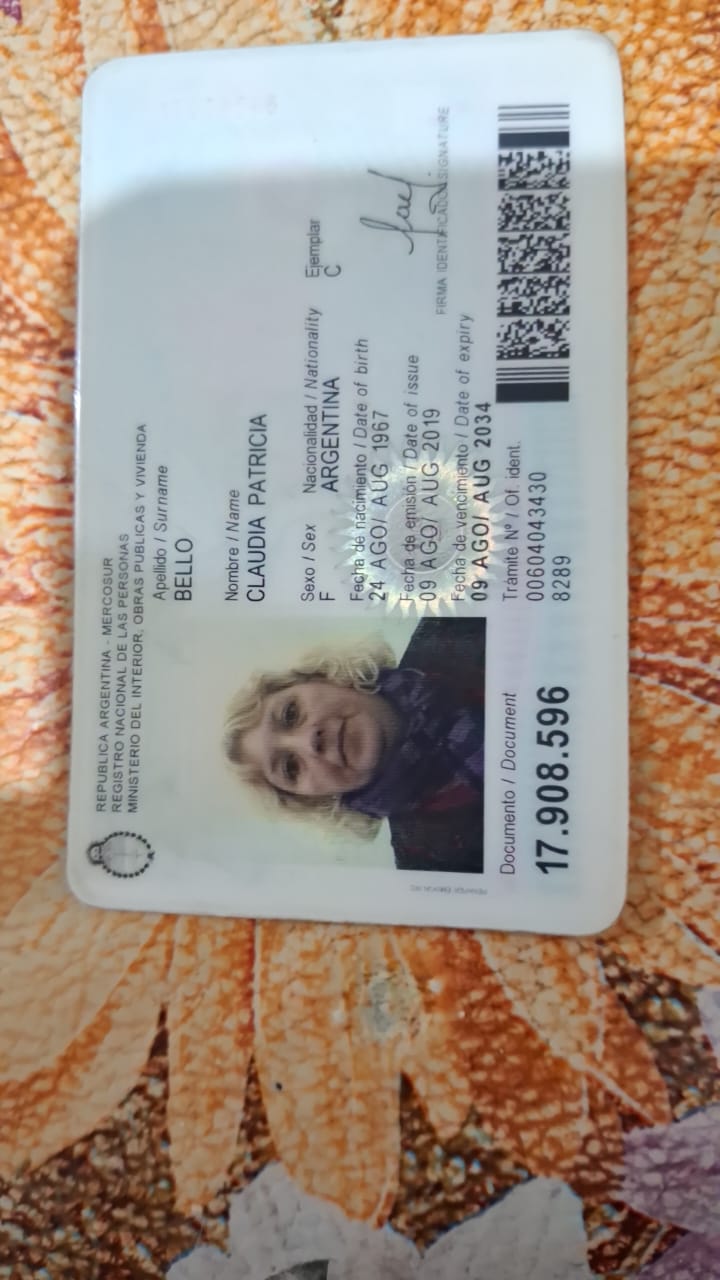 REPUBLICA ARGENTINA - MERCOSUR
REGISTRO NACIONAL DE LAS PERSONAS
MINISTERIO DEL INTERIOR, OBRAS PUBLICAS Y VIVIENDA
Apellido / Surname
BELLO
Nombre / Name
CLAUDIA PATRICIA
Sexo / Sex Nacionalidad / Nationality Ejemplar
F ARGENTINA C
Fecha de nacimiento / Date of birth
24 AGO/ AUG 1967
Fecha de emisión / Date of issue
09 AGO/ AUG 2019
Fecha de vencimiento / Date of expiry
09 AGO/ AUG 2034
FIRMA IDENTIFICADO / SIGNATURE
Documento / Document
17.908.596
Trámite Nº / Of. ident.
00604043430
8289